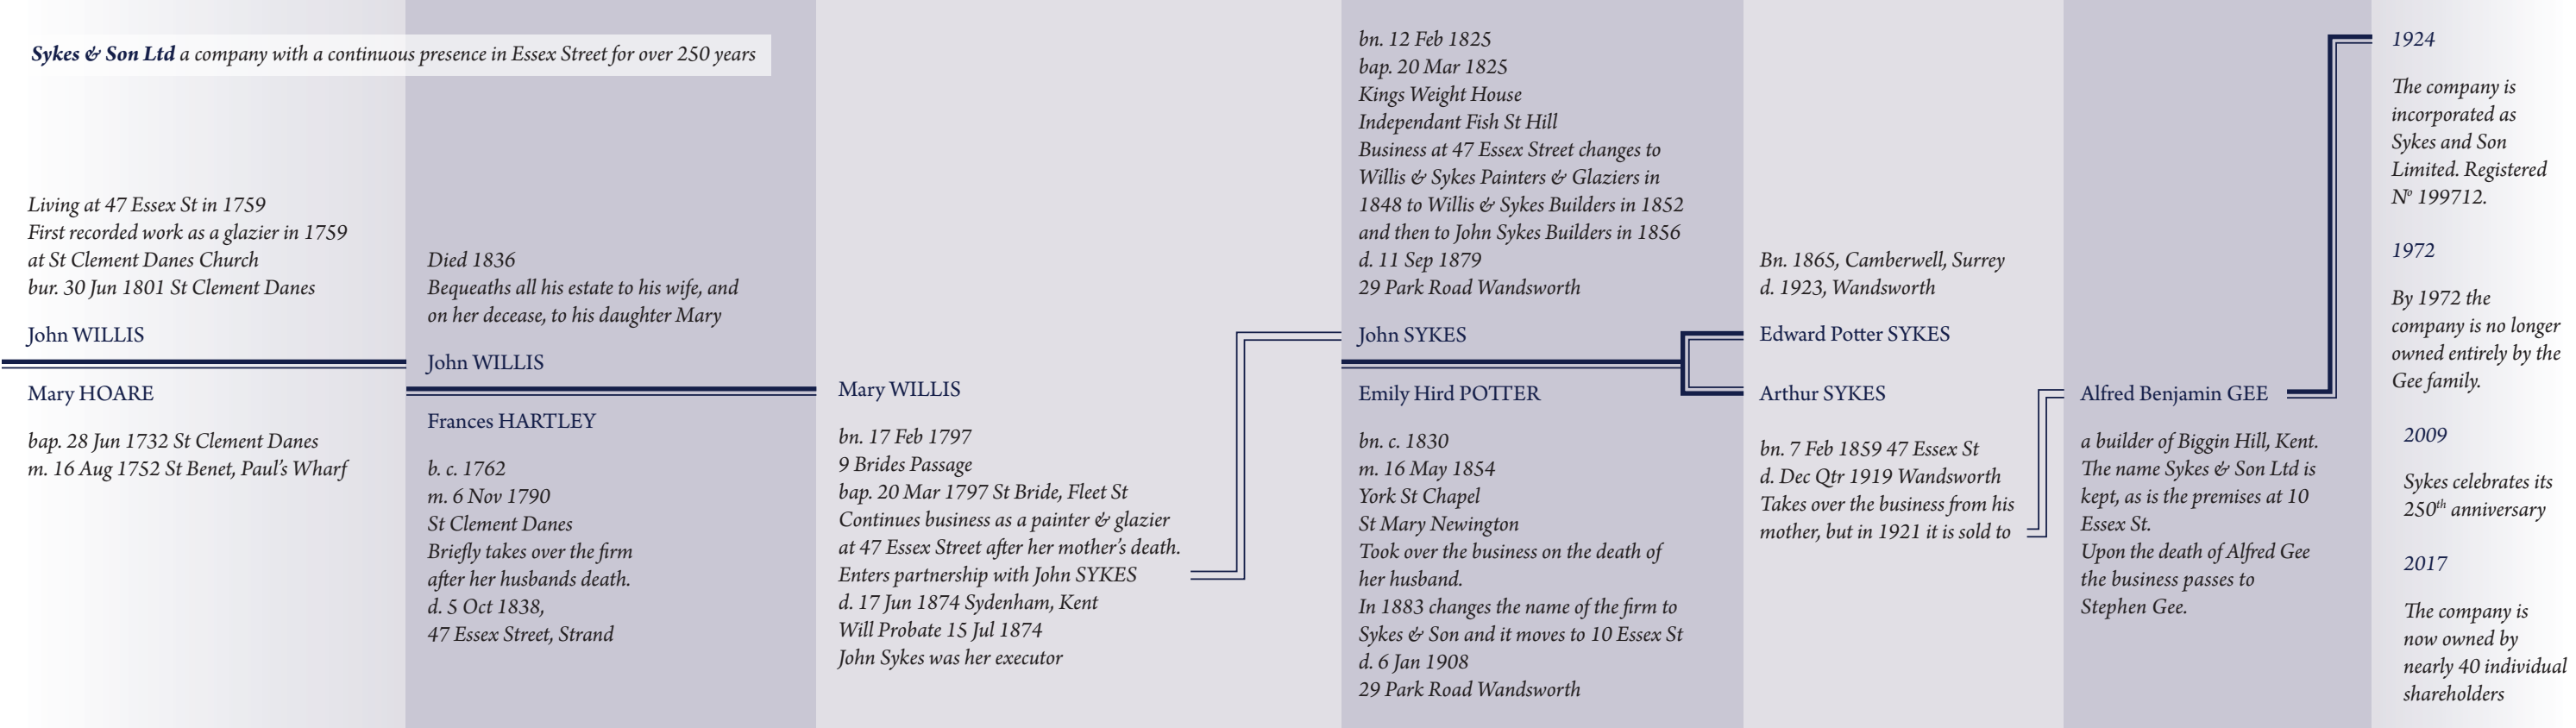 Sykes & Son Ltd a company with a continuous presence in Essex Street for over 250 years
Living at 47 Essex St in 1759
First recorded work as a glazier in 1759
at St Clement Danes Church
bur. 30 Jun 1801 St Clement Danes
John WILLIS
Mary HOARE
bap. 28 Jun 1732 St Clement Danes
m. 16 Aug 1752 St Benet, Paul's Wharf
Died 1836
Bequeaths all his estate to his wife, and
on her decease, to his daughter Mary
John WILLIS
Frances HARTLEY
b. c. 1762
m. 6 Nov 1790
St Clement Danes
Briefly takes over the firm
after her husbands death.
d. 5 Oct 1838,
47 Essex Street, Strand
Mary WILLIS
bn. 17 Feb 1797
9 Brides Passage
bap. 20 Mar 1797 St Bride, Fleet St
Continues business as a painter & glazier
at 47 Essex Street after her mother's death.
Enters partnership with John SYKES
d. 17 Jun 1874 Sydenham, Kent
Will Probate 15 Jul 1874
John Sykes was her executor
bn. 12 Feb 1825
bap. 20 Mar 1825
Kings Weight House
Independant Fish St Hill
Business at 47 Essex Street changes to
Willis & Sykes Painters & Glaziers in
1848 to Willis & Sykes Builders in 1852
and then to John Sykes Builders in 1856
d. 11 Sep 1879
29 Park Road Wandsworth
John SYKES
Emily Hird POTTER
bn. c. 1830
m. 16 May 1854
York St Chapel
St Mary Newington
Took over the business on the death of
her husband.
In 1883 changes the name of the firm to
Sykes & Son and it moves to 10 Essex St
d. 6 Jan 1908
29 Park Road Wandsworth
Bn. 1865, Camberwell, Surrey
d. 1923, Wandsworth
Edward Potter SYKES
Arthur SYKES
bn. 7 Feb 1859 47 Essex St
d. Dec Qtr 1919 Wandsworth
Takes over the business from his
mother, but in 1921 it is sold to
Alfred Benjamin GEE
a builder of Biggin Hill, Kent.
The name Sykes & Son Ltd is
kept, as is the premises at 10
Essex St.
Upon the death of Alfred Gee
the business passes to
Stephen Gee.
1924
The company is
incorporated as
Sykes and Son
Limited. Registered
Nº 199712.
1972
By 1972 the
company is no longer
owned entirely by the
Gee family.
2009
Sykes celebrates its
250th anniversary
2017
The company is
now owned by
nearly 40 individual
shareholders